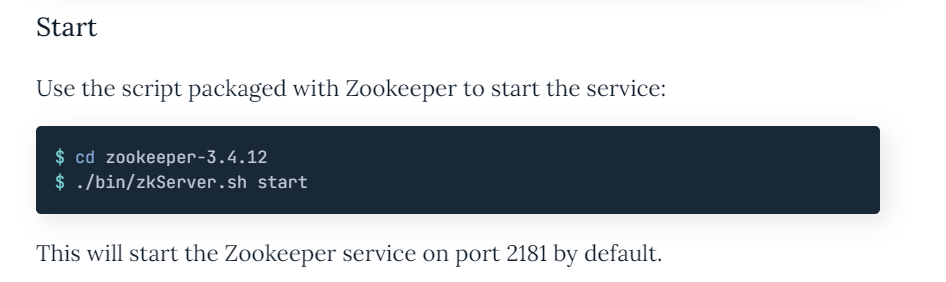 Start
Use the script packaged with Zookeeper to start the service:
$ cd zookeeper-3.4.12
$ ./bin/zkServer.sh start
This will start the Zookeeper service on port 2181 by default.